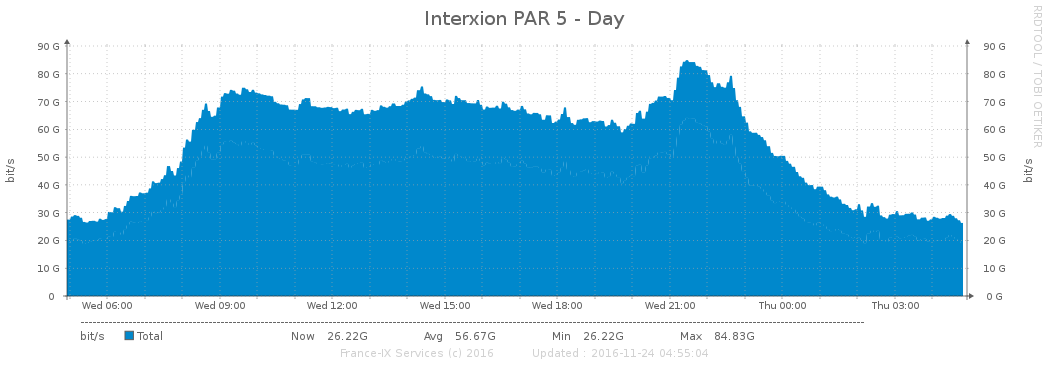 Interxion PAR 5 - Day
RRDTOOL / TOBI OETIKER
90 G 90 G
80 G 80 G
70 G 70 G
60 G 60 G
50 G 50 G
40 G 40 G
30 G 30 G
20 G 20 G
10 G 10 G
0 0 G
bit/s
bit/s
Wed 06:00 Wed 09:00 Wed 12:00 Wed 15:00 Wed 18:00 Wed 21:00 Thu 00:00 Thu 03:00
bit/s Total Now 26.22G Avg 56.67G Min 26.22G Max 84.83G
France-IX Services (c) 2016 Updated : 2016-11-24 04:55:04